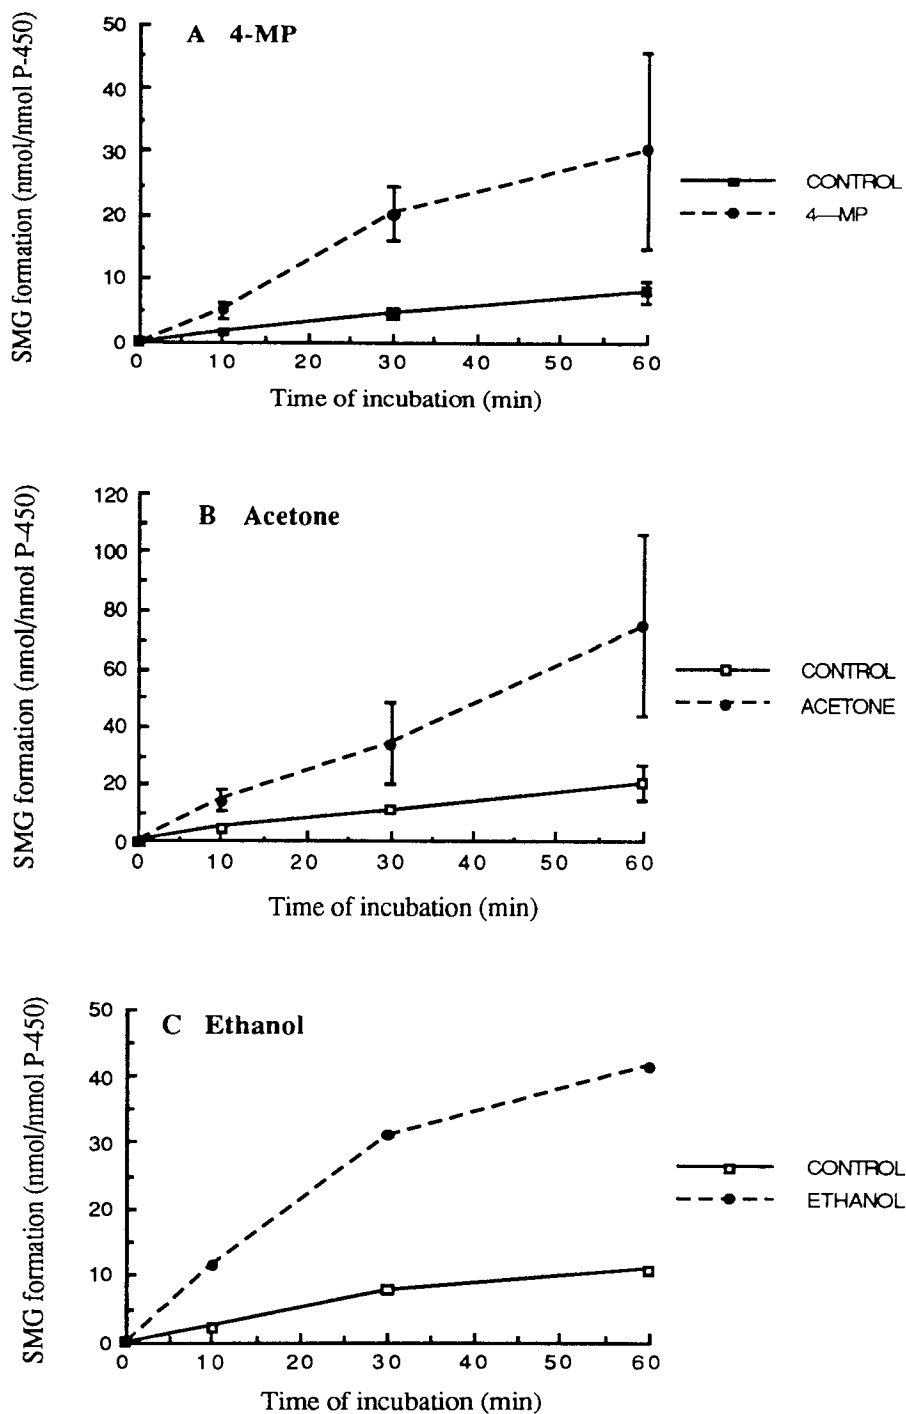 A 4-MP
SMG formation (nmol/nmol P-450)
50
40
30
20
10
0
0 10 20 30 40 50 60
Time of incubation (min)
CONTROL
4—MP
B Acetone
SMG formation (nmol/nmol P-450)
120
100
80
60
40
20
0
0 10 20 30 40 50 60
Time of incubation (min)
CONTROL
ACETONE
C Ethanol
SMG formation (nmol/nmol P-450)
50
40
30
20
10
0
0 10 20 30 40 50 60
Time of incubation (min)
CONTROL
ETHANOL